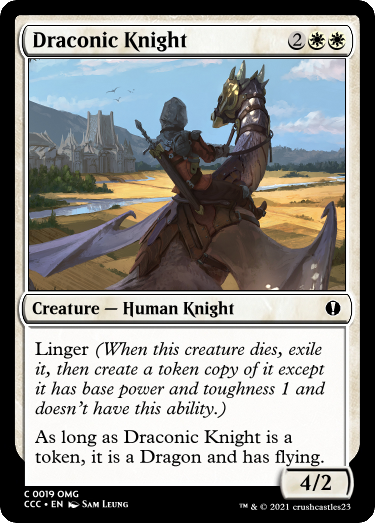 Draconic Knight 2
Creature — Human Knight
Linger (When this creature dies, exile
it, then create a token copy of it except
it has base power and toughness 1 and
doesn't have this ability.)
As long as Draconic Knight is a
token, it is a Dragon and has flying.
4/2
C 0019 OMG
CCC • EN Sam Leung
™ & © 2021 crushcastles23